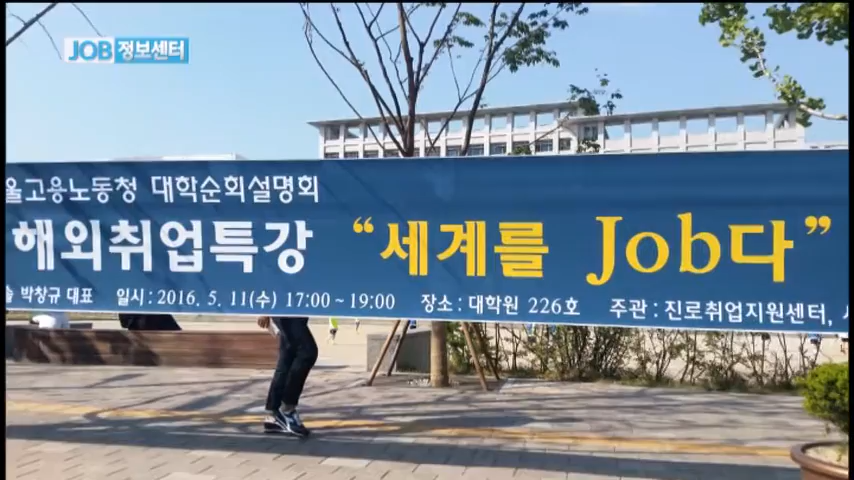 JOB 정보센터
울고용노동청 대학순회설명회
해외취업특강 “세계를 Job다”
박창규 대표 일시 : 2016. 5. 11(수) 17:00 ~ 19:00 장소 : 대학원 226호 주관 : 진로취업지원센터,